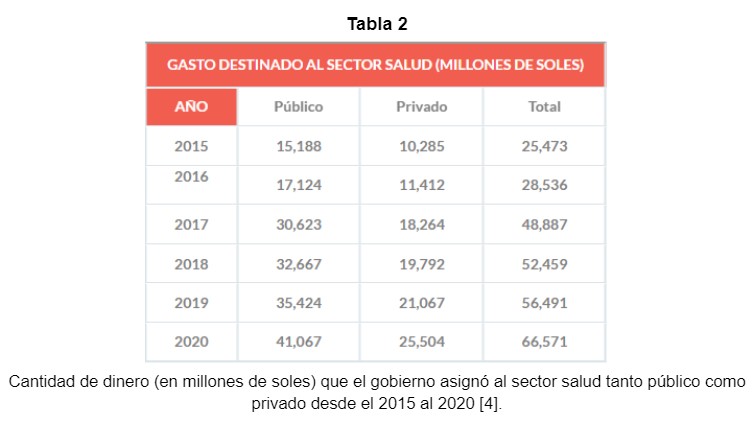 Tabla 2
GASTO DESTINADO AL SECTOR SALUD (MILLONES DE SOLES)
AÑO Público Privado Total
2015 15,188 10,285 25,473
2016 17,124 11,412 28,536
2017 30,623 18,264 48,887
2018 32,667 19,792 52,459
2019 35,424 21,067 56,491
2020 41,067 25,504 66,571
Cantidad de dinero (en millones de soles) que el gobierno asignó al sector salud tanto público como
privado desde el 2015 al 2020 [4].